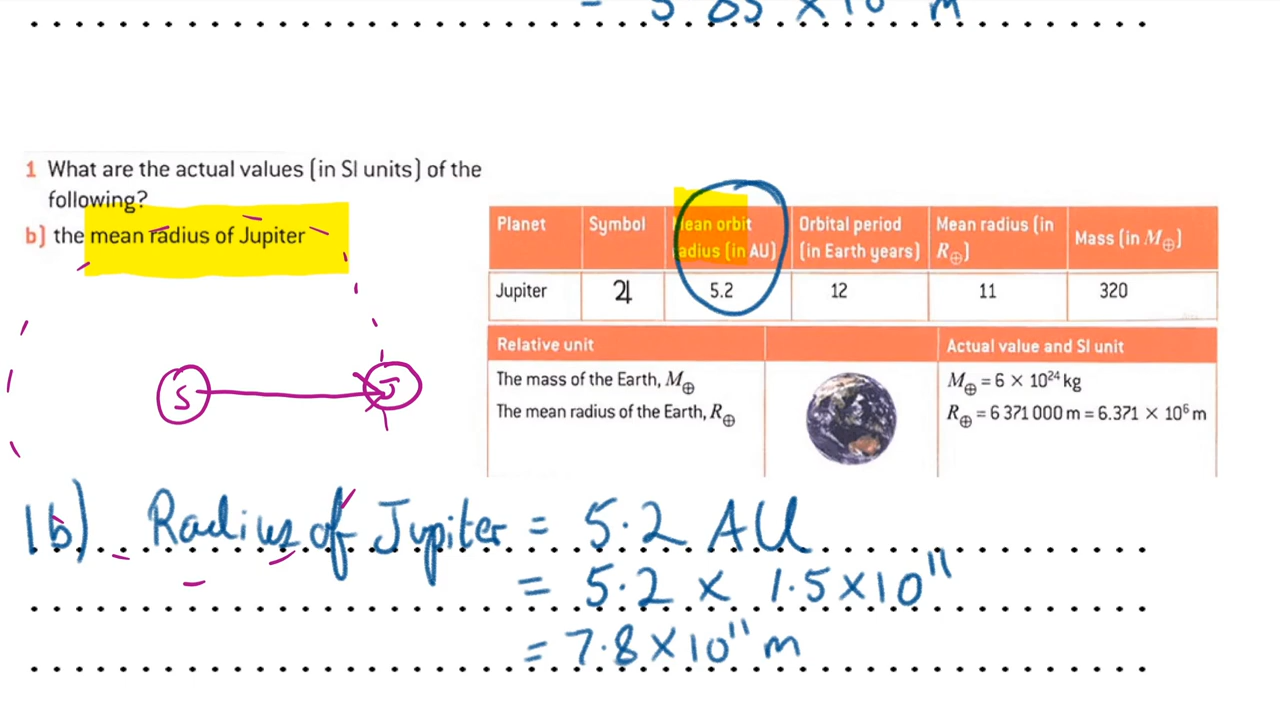 = 3.85 × 10 m
1 What are the actual values (in SI units) of the
following?
b) the mean radius of Jupiter
Planet Symbol Mean orbit radius (in AU) Orbital period (in Earth years) Mean radius (in R⊕) Mass (in M⊕)
Jupiter ♃ 5.2 12 11 320
Relative unit Actual value and SI unit
The mass of the Earth, M⊕ M⊕ = 6 × 10²⁴ kg
The mean radius of the Earth, R⊕ R⊕ = 6 371 000 m = 6.371 × 10⁶ m
S J
1b) Radius of Jupiter = 5.2 AU
= 5.2 × 1.5×10¹¹
= 7.8×10¹¹ m